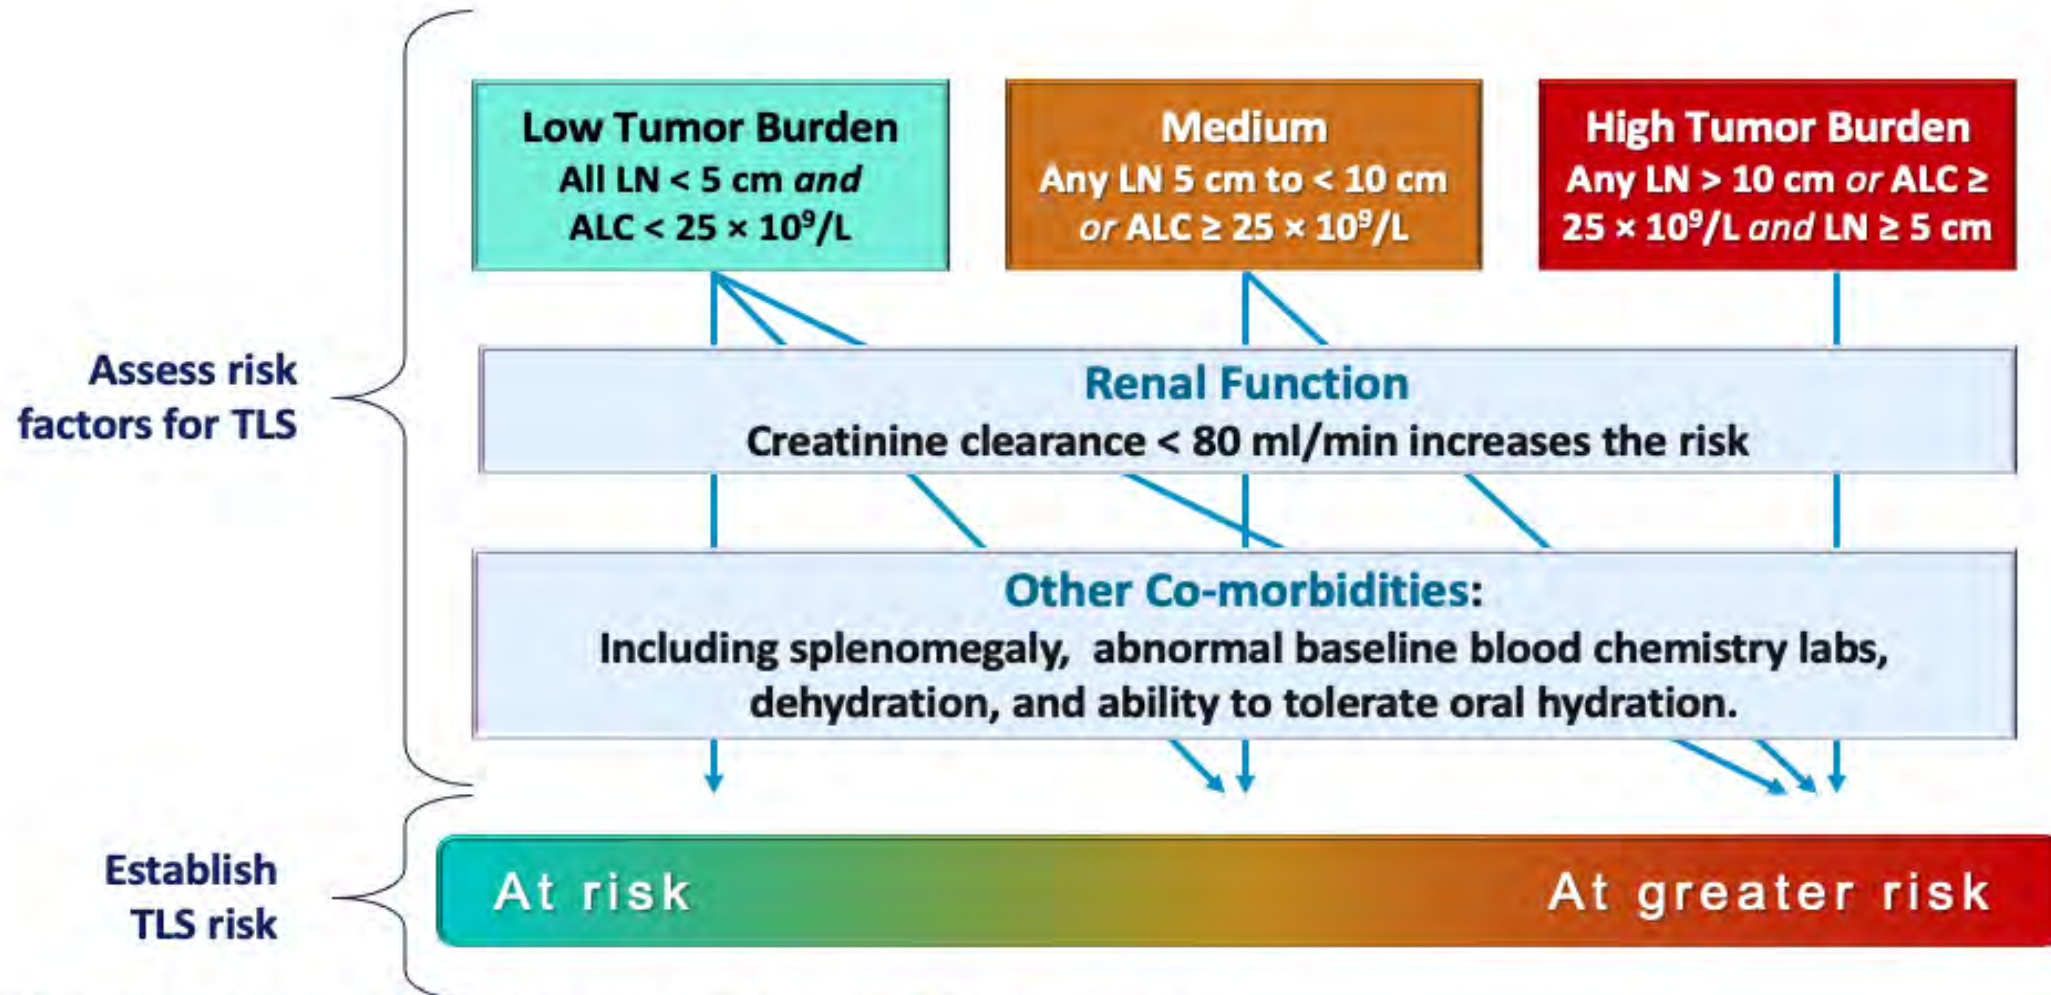 Low Tumor Burden
All LN < 5 cm and
ALC < 25 × 10⁹/L
Medium
Any LN 5 cm to < 10 cm
or ALC ≥ 25 × 10⁹/L
High Tumor Burden
Any LN > 10 cm or ALC ≥
25 × 10⁹/L and LN ≥ 5 cm
Assess risk
factors for TLS
Renal Function
Creatinine clearance < 80 ml/min increases the risk
Other Co-morbidities:
Including splenomegaly, abnormal baseline blood chemistry labs,
dehydration, and ability to tolerate oral hydration.
Establish
TLS risk
At risk
At greater risk